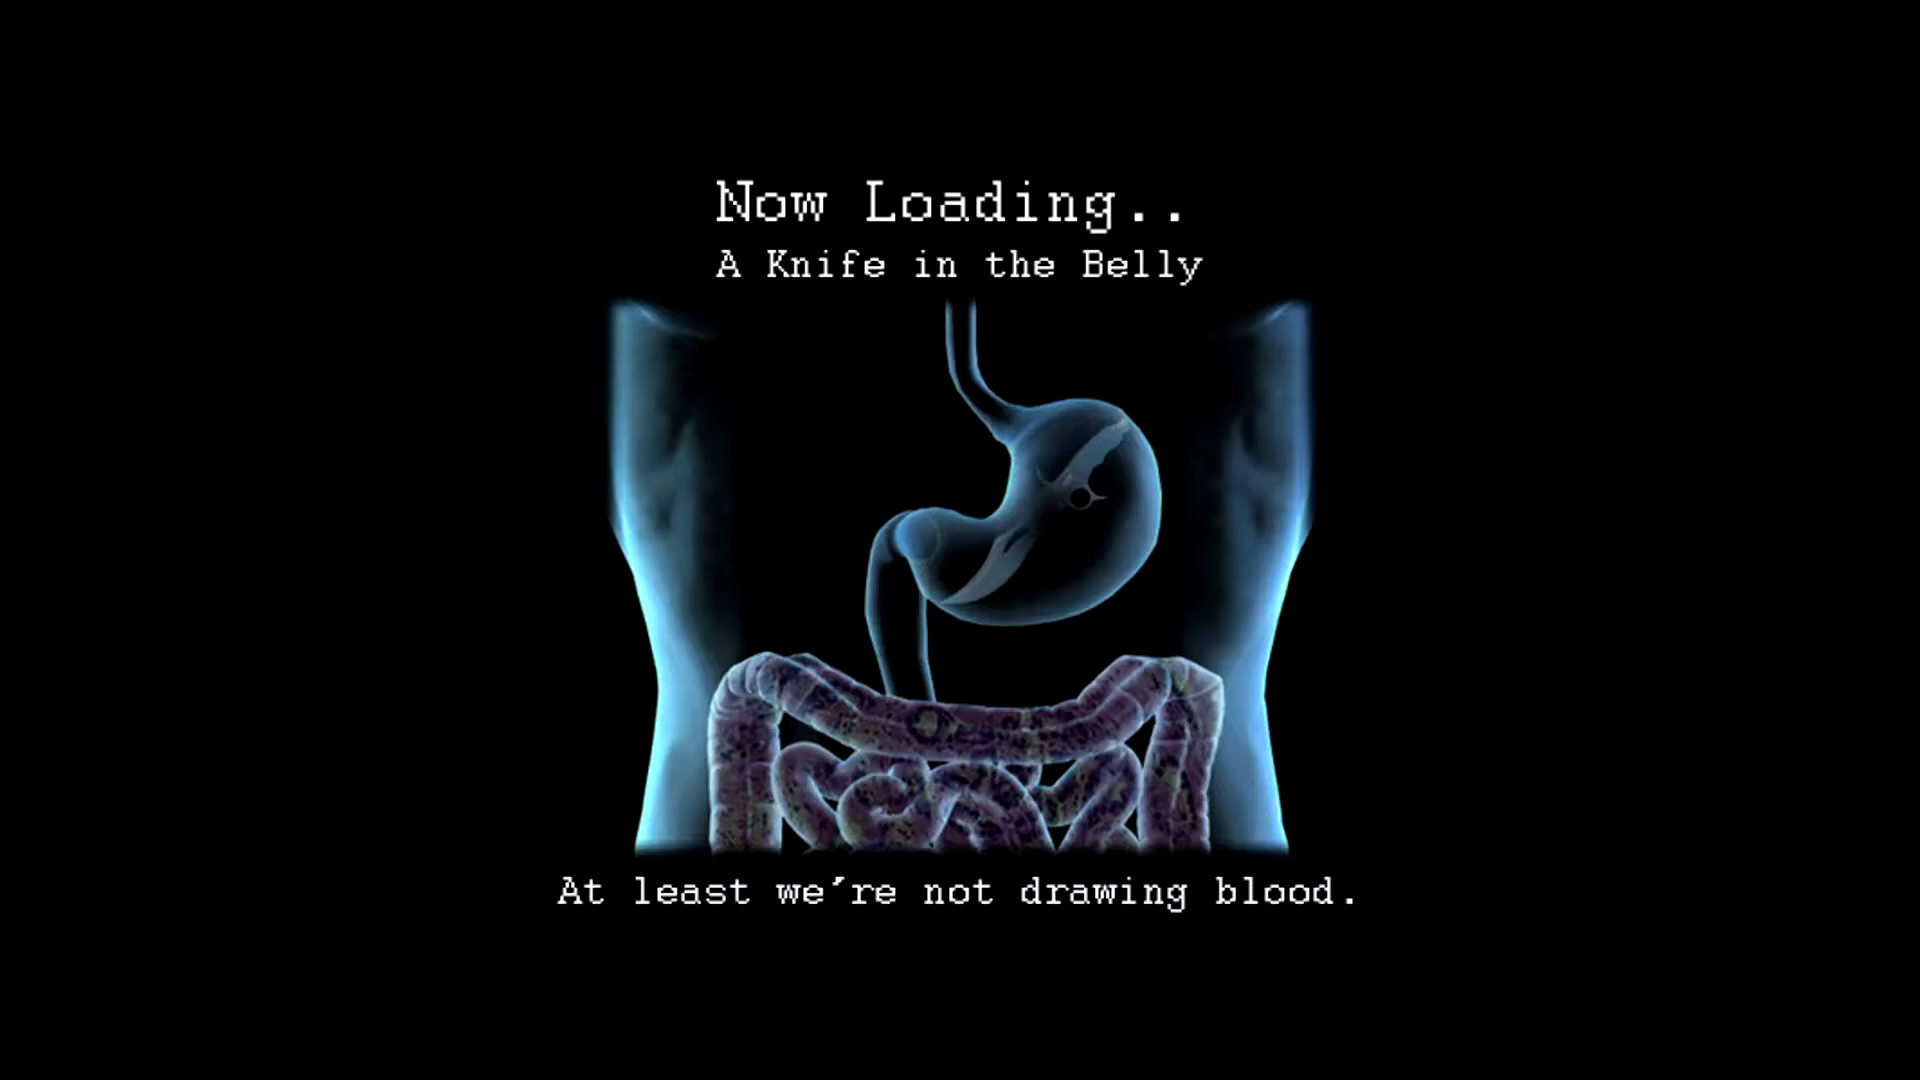 Now Loading..
A Knife in the Belly
At least we're not drawing blood.